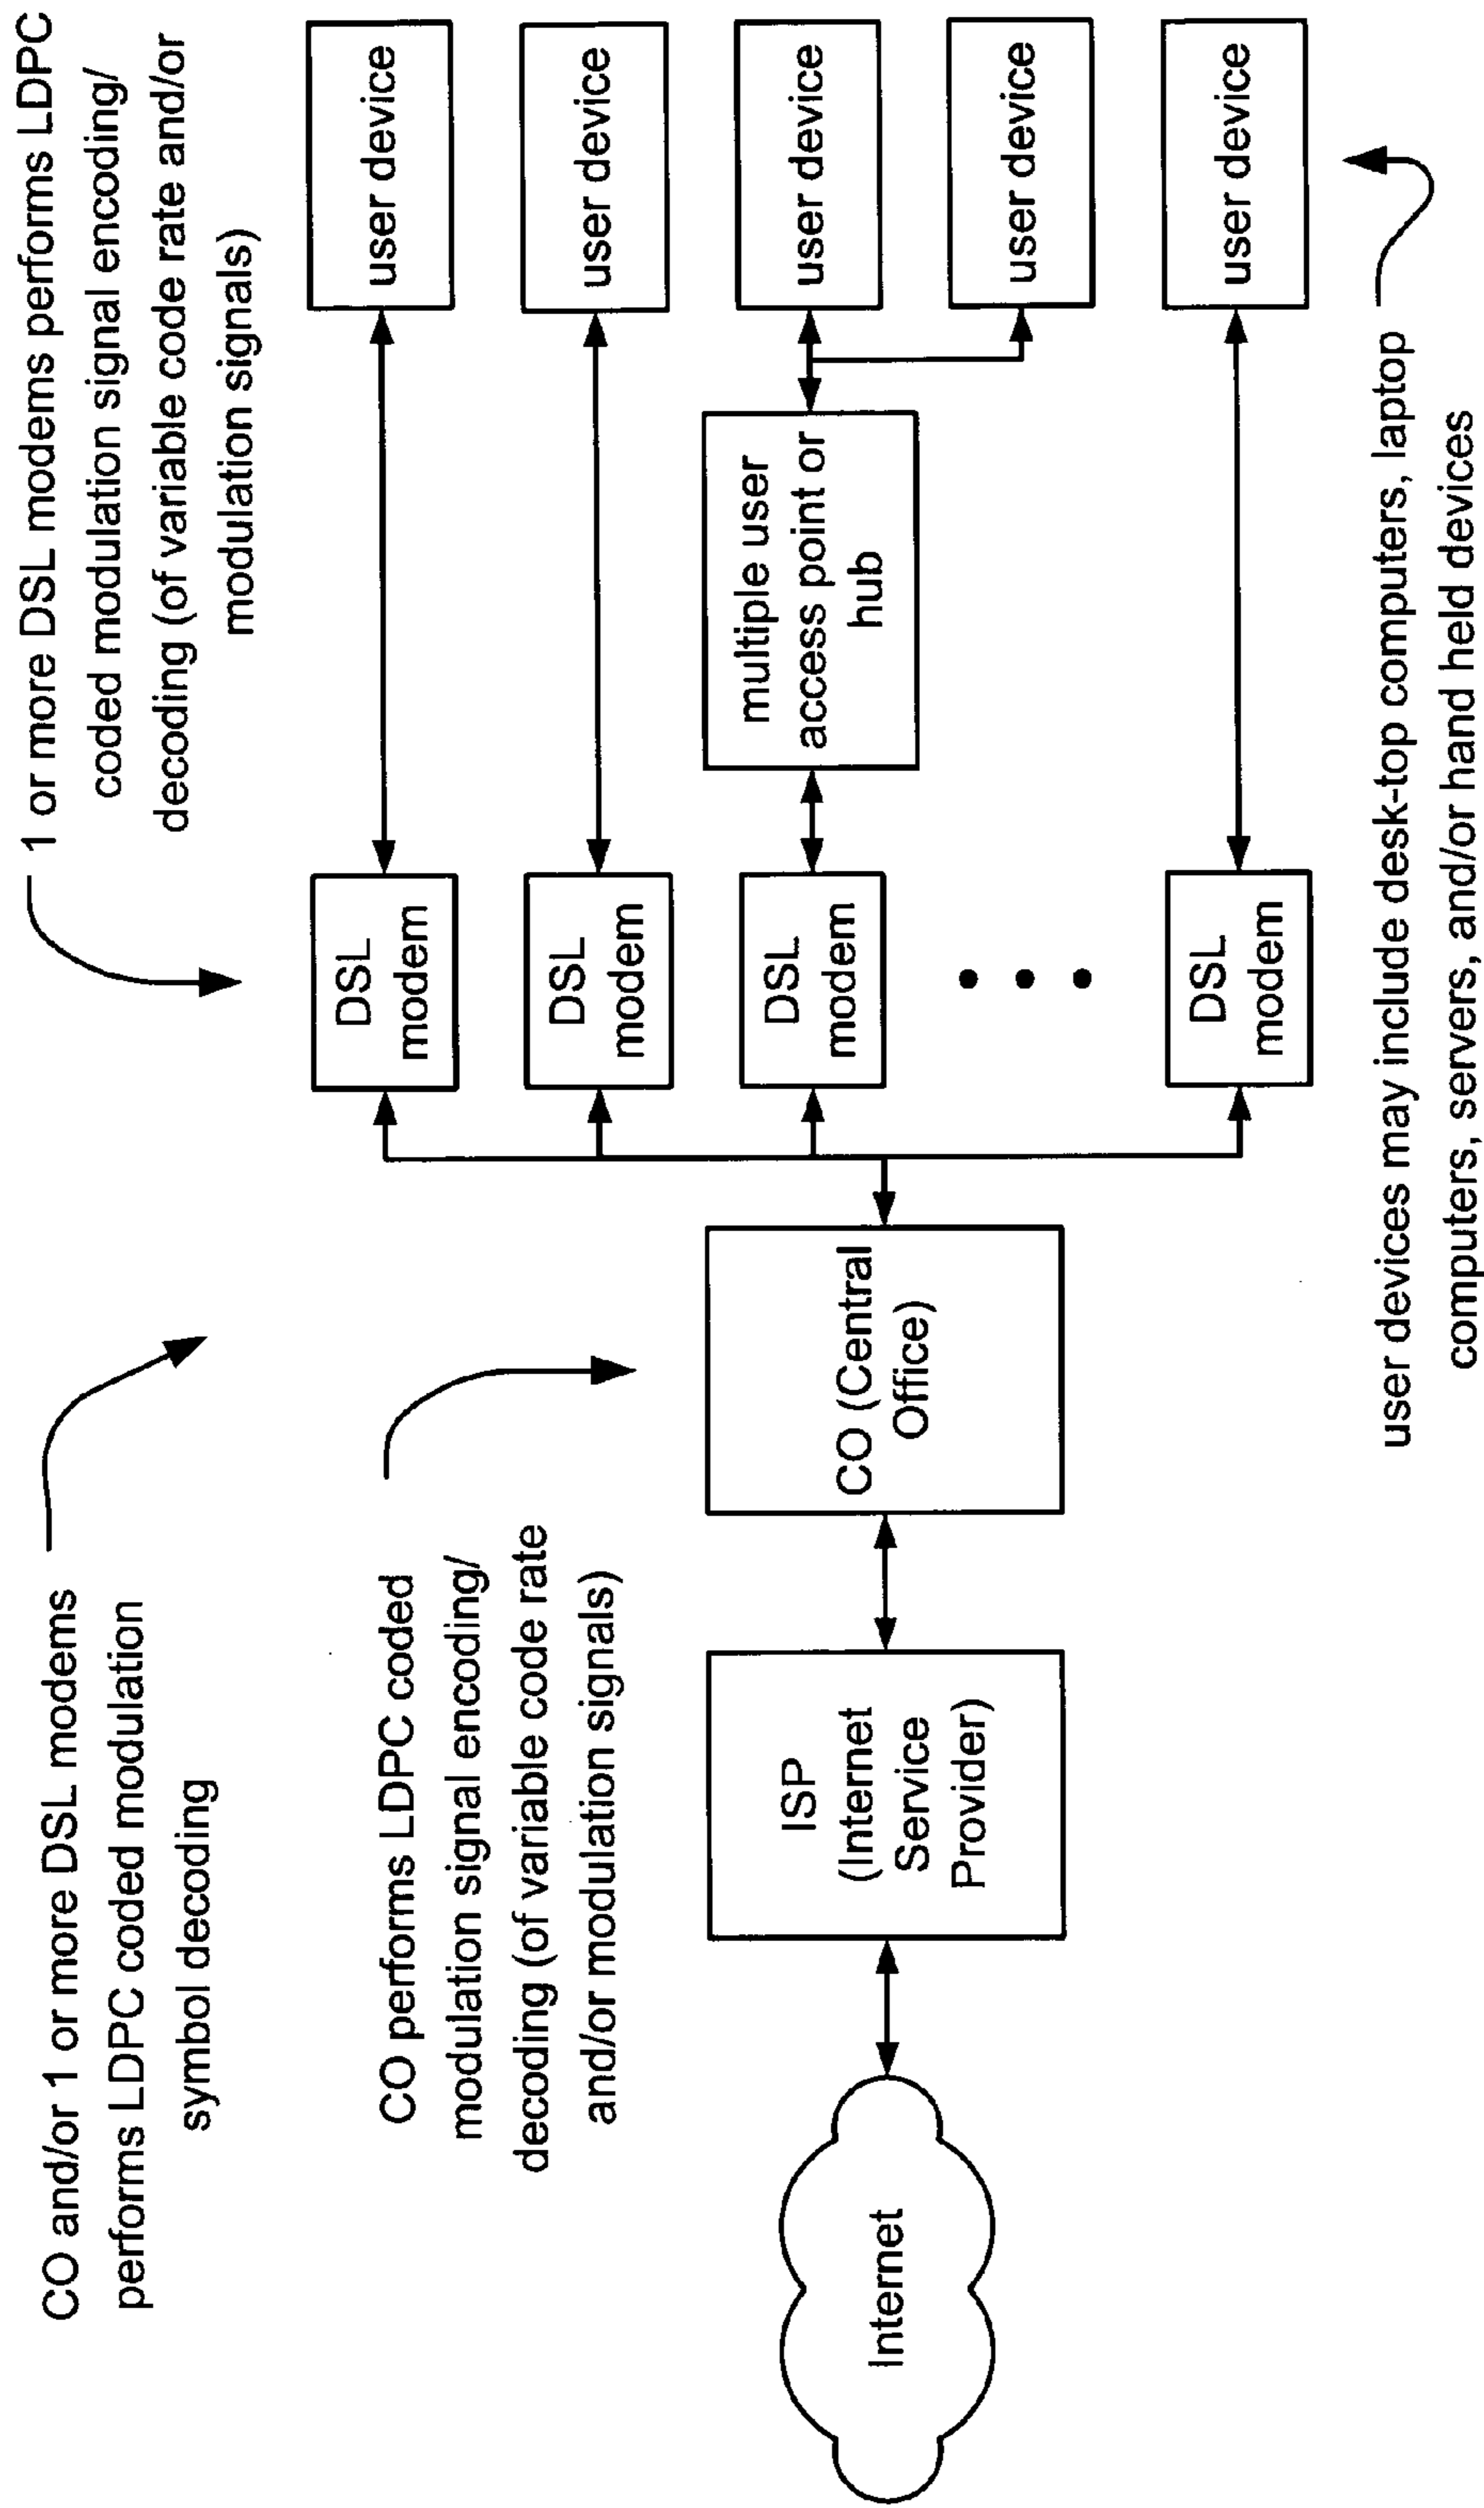 CO and/or 1 or more DSL modems
performs LDPC coded modulation
symbol decoding
1 or more DSL modems performs LDPC
coded modulation signal encoding/
decoding (of variable code rate and/or
modulation signals)
CO performs LDPC coded
modulation signal encoding/
decoding (of variable code rate
and/or modulation signals)
Internet
ISP
(Internet
Service
Provider)
CO (Central
Office)
DSL
modem
user device
DSL
modem
user device
DSL
modem
multiple user
access point or
hub
user device
user device
DSL
modem
user device
user devices may include desk-top computers, laptop
computers, servers, and/or hand held devices